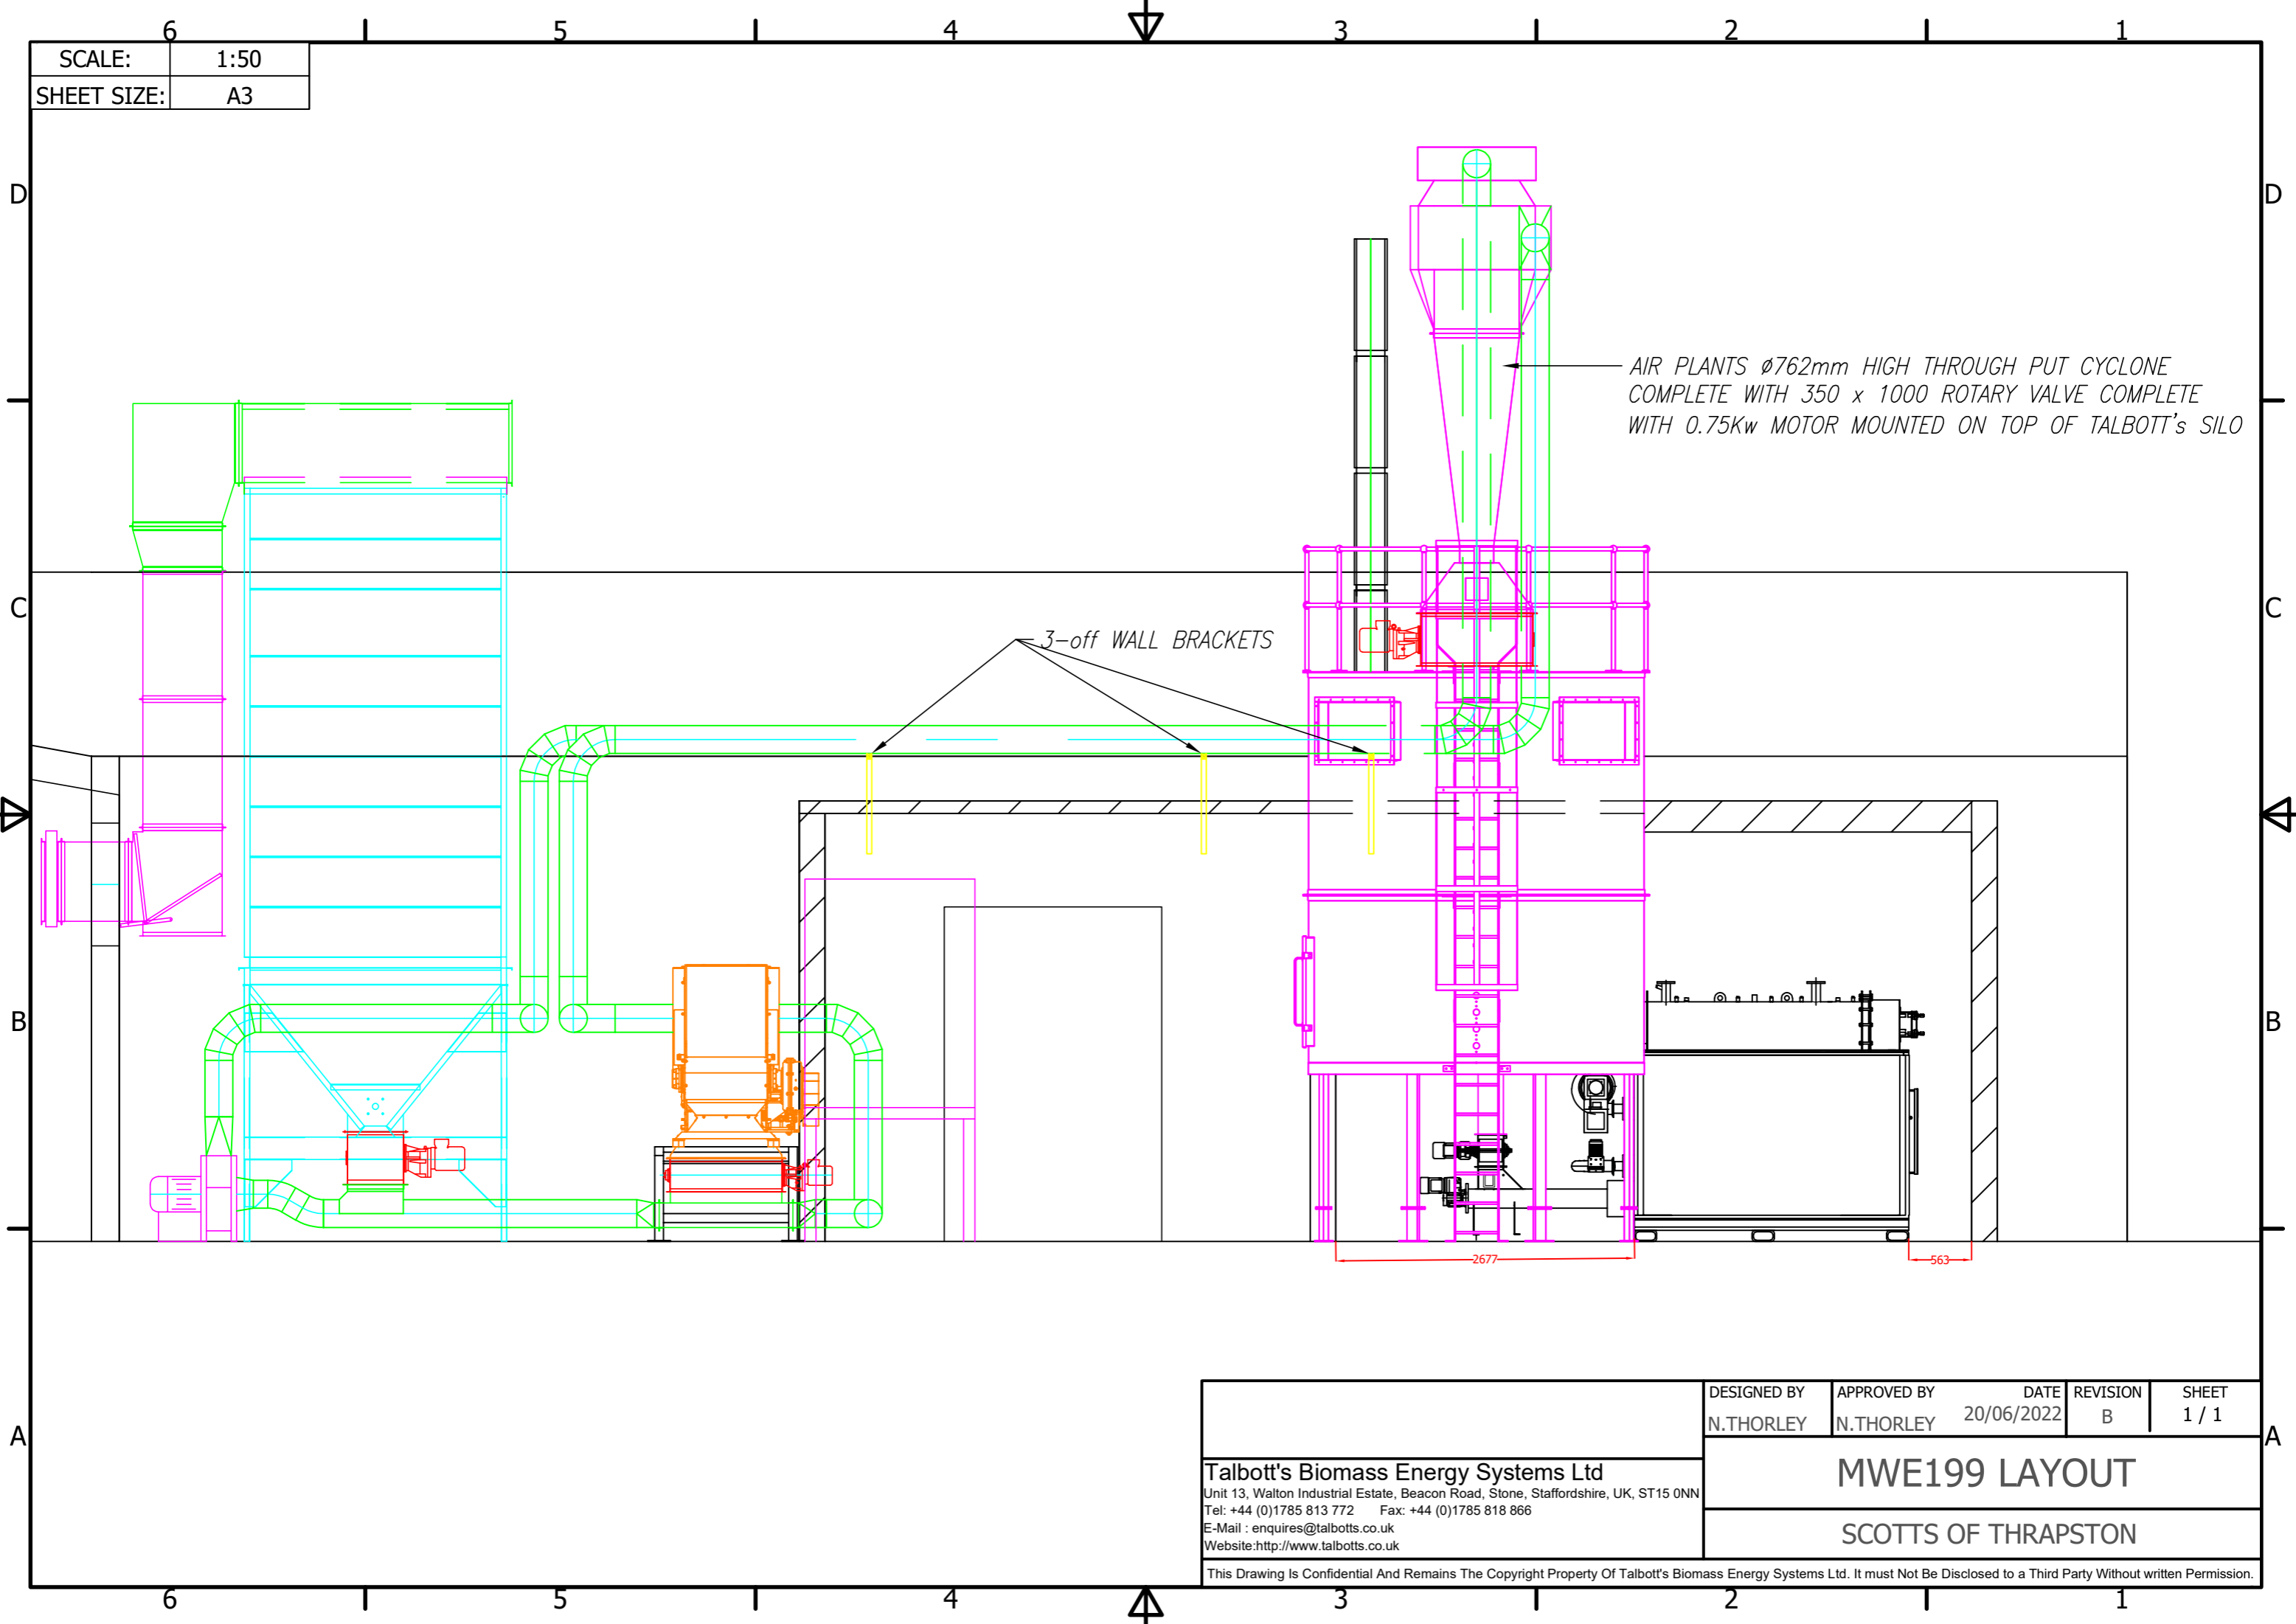 6 5 4 3 2 1
SCALE: 1:50
SHEET SIZE: A3
D D
AIR PLANTS ø762mm HIGH THROUGH PUT CYCLONE
COMPLETE WITH 350 x 1000 ROTARY VALVE COMPLETE
WITH 0.75Kw MOTOR MOUNTED ON TOP OF TALBOTT's SILO
C C
3-off WALL BRACKETS
B B
2677
563
A A
DESIGNED BY
N.THORLEY
APPROVED BY
N.THORLEY
DATE
20/06/2022
REVISION
B
SHEET
1 / 1
MWE199 LAYOUT
SCOTTS OF THRAPSTON
Talbott's Biomass Energy Systems Ltd
Unit 13, Walton Industrial Estate, Beacon Road, Stone, Staffordshire, UK, ST15 0NN
Tel: +44 (0)1785 813 772 Fax: +44 (0)1785 818 866
E-Mail : enquires@talbotts.co.uk
Website:http://www.talbotts.co.uk
This Drawing Is Confidential And Remains The Copyright Property Of Talbott's Biomass Energy Systems Ltd. It must Not Be Disclosed to a Third Party Without written Permission.
6 5 4 3 2 1